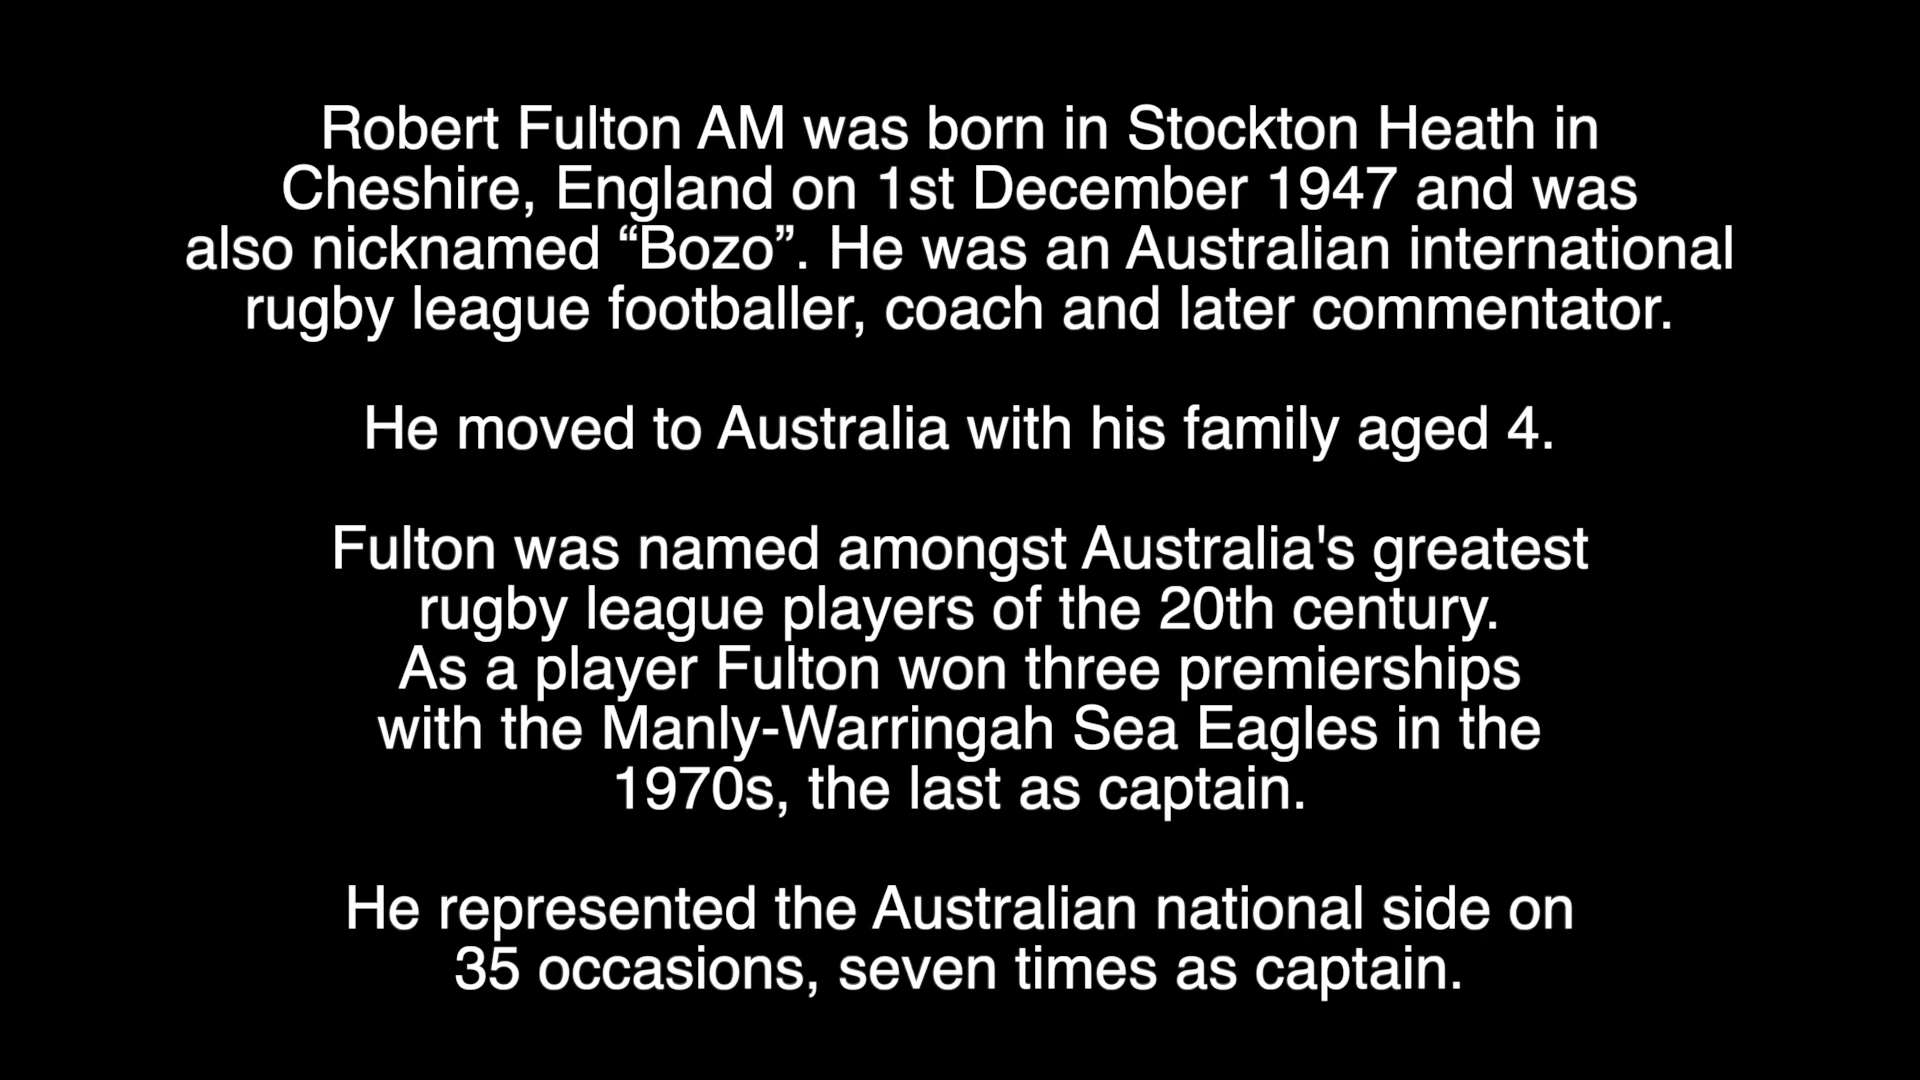 Robert Fulton AM was born in Stockton Heath in
Cheshire, England on 1st December 1947 and was
also nicknamed “Bozo”. He was an Australian international
rugby league footballer, coach and later commentator.
He moved to Australia with his family aged 4.
Fulton was named amongst Australia's greatest
rugby league players of the 20th century.
As a player Fulton won three premierships
with the Manly-Warringah Sea Eagles in the
1970s, the last as captain.
He represented the Australian national side on
35 occasions, seven times as captain.